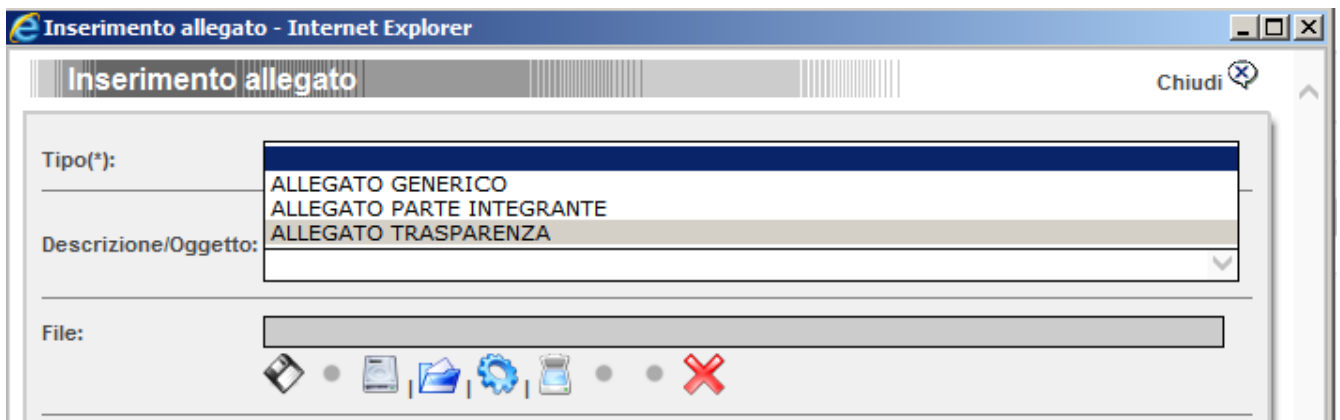 Inserimento allegato - Internet Explorer
Inserimento allegato
Chiudi
Tipo(*):
ALLEGATO GENERICO
ALLEGATO PARTE INTEGRANTE
ALLEGATO TRASPARENZA
Descrizione/Oggetto:
File: